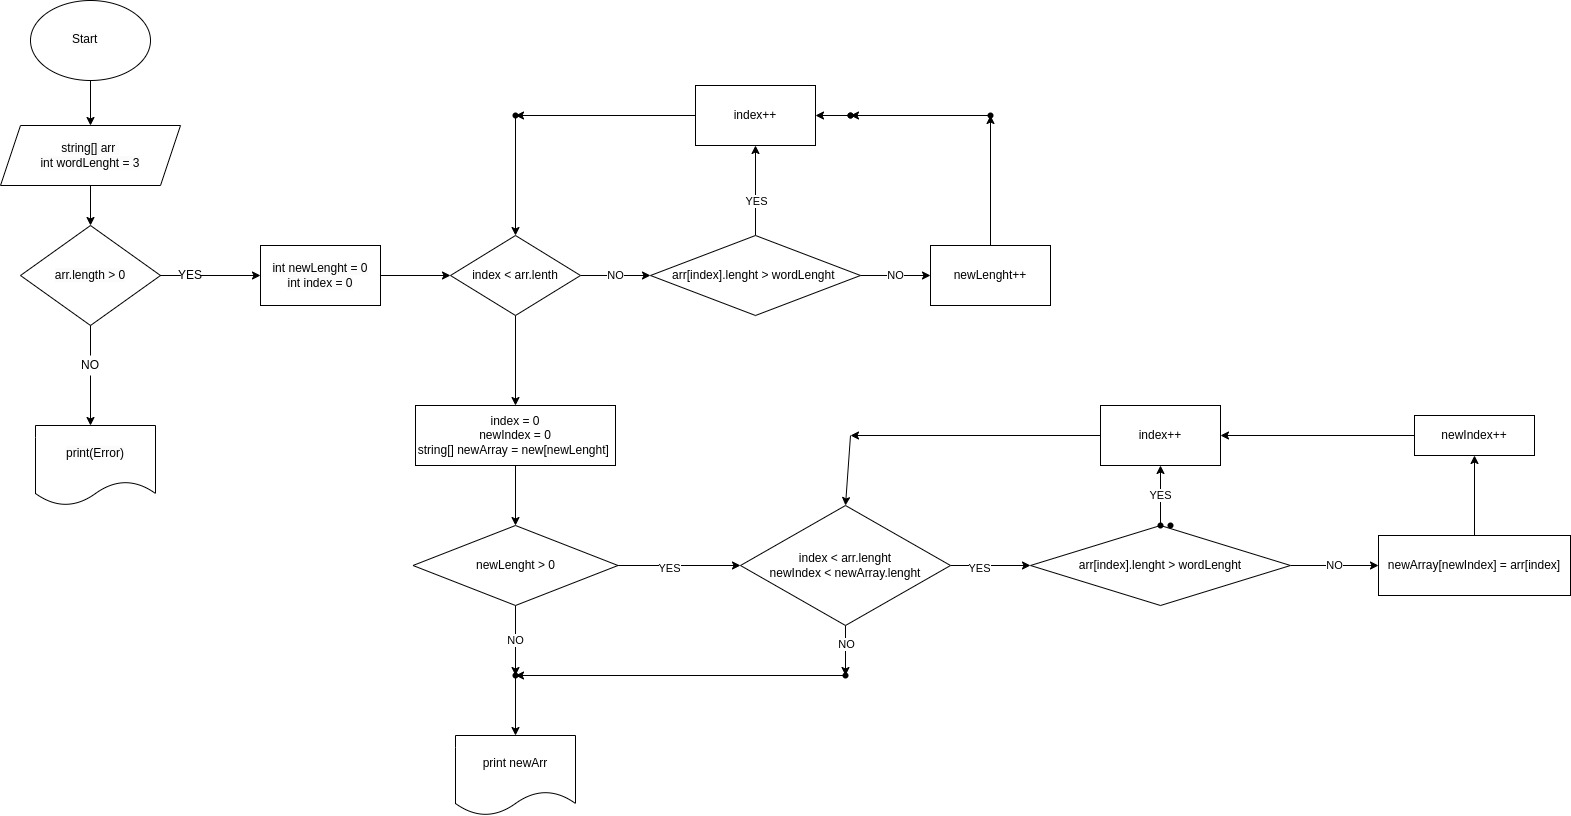 Start
string[] arr
int wordLenght = 3
arr.length > 0
YES
NO
print(Error)
int newLenght = 0
int index = 0
index < arr.lenth
NO
arr[index].lenght > wordLenght
YES
index++
NO
newLenght++
index = 0
newIndex = 0
string[] newArray = new[newLenght]
newLenght > 0
YES
NO
index < arr.lenght
newIndex < newArray.lenght
YES
NO
arr[index].lenght > wordLenght
YES
index++
NO
newArray[newIndex] = arr[index]
newIndex++
print newArr